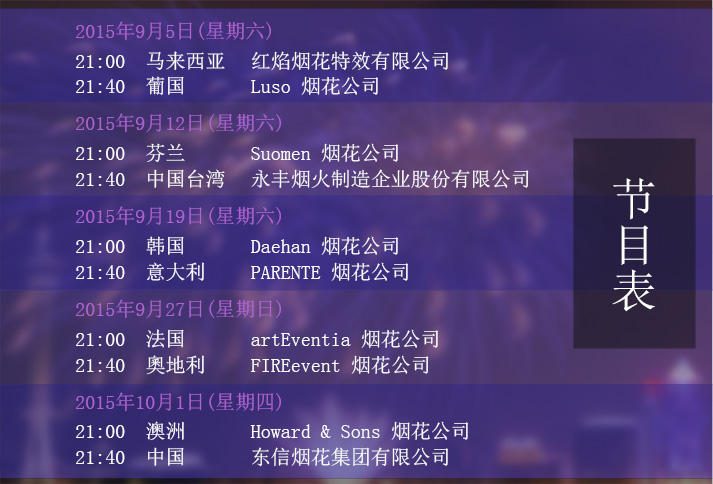 2015年9月5日(星期六)
21:00 马来西亚 红焰烟花特效有限公司
21:40 葡国 Luso 烟花公司
2015年9月12日(星期六)
21:00 芬兰 Suomen 烟花公司
21:40 中国台湾 永丰烟火制造企业股份有限公司
2015年9月19日(星期六)
21:00 韩国 Daehan 烟花公司
21:40 意大利 PARENTE 烟花公司
2015年9月27日(星期日)
21:00 法国 artEventia 烟花公司
21:40 奥地利 FIREevent 烟花公司
2015年10月1日(星期四)
21:00 澳洲 Howard & Sons 烟花公司
21:40 中国 东信烟花集团有限公司
节目表